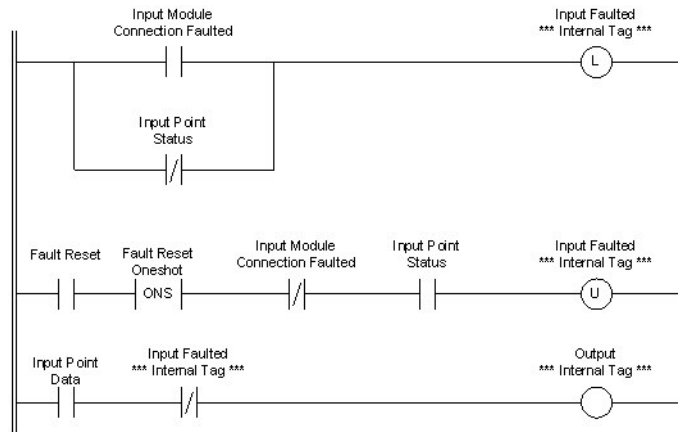 Input Module
Connection Faulted
Input Faulted
*** Internal Tag ***
L
Input Point
Status
Fault Reset
Fault Reset
Oneshot
Input Module
Connection Faulted
Input Point
Status
Input Faulted
*** Internal Tag ***
ONS
U
Input Point
Data
Input Faulted
*** Internal Tag ***
Output
*** Internal Tag ***